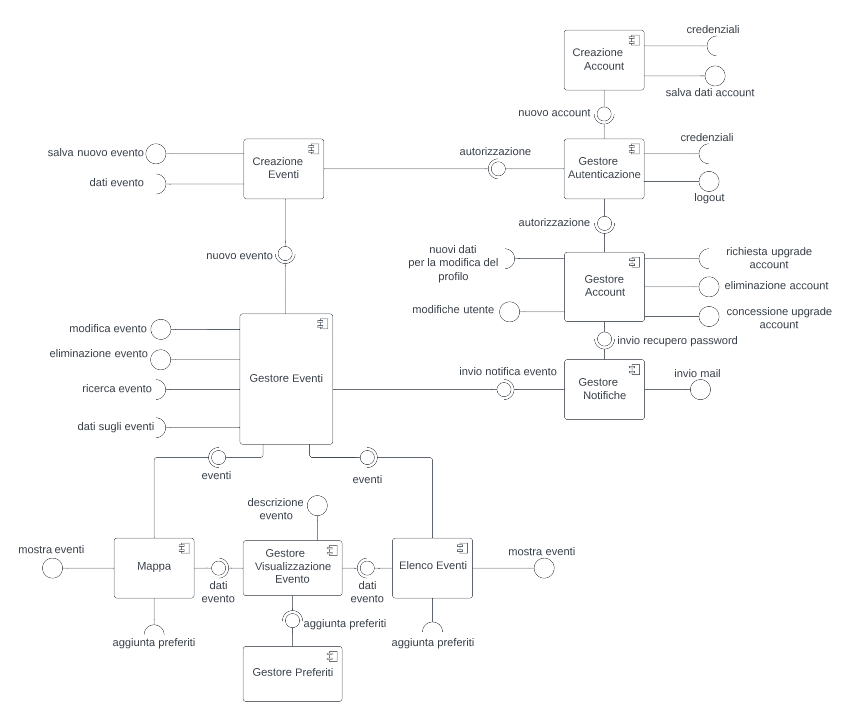 credenziali
Creazione
Account
salva dati account
nuovo account
salva nuovo evento
dati evento
Creazione
Eventi
autorizzazione
Gestore
Autenticazione
credenziali
logout
autorizzazione
nuovo evento
nuovi dati
per la modifica del
profilo
modifiche utente
Gestore
Account
richiesta upgrade
account
eliminazione account
concessione upgrade
account
modifica evento
eliminazione evento
ricerca evento
dati sugli eventi
Gestore Eventi
invio recupero password
invio notifica evento
Gestore
Notifiche
invio mail
eventi
eventi
descrizione
evento
mostra eventi
Mappa
dati
evento
Gestore
Visualizzazione
Evento
dati
evento
Elenco Eventi
mostra eventi
aggiunta preferiti
aggiunta preferiti
aggiunta preferiti
Gestore Preferiti